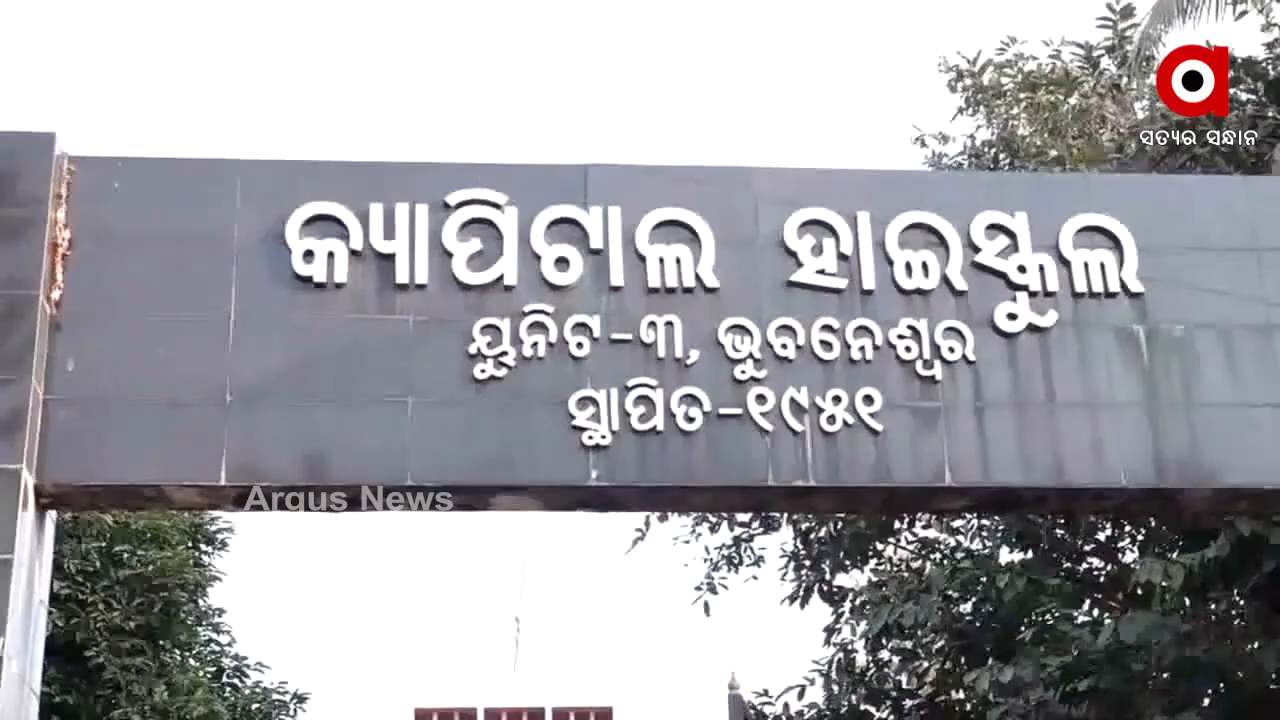 ସତ୍ୟର ସନ୍ଧାନ
କ୍ୟାପିଟାଲ ହାଇସ୍କୁଲ
ୟୁନିଟ-୩, ଭୁବନେଶ୍ୱର
ସ୍ଥାପିତ-୧୯୫୧
Argus News